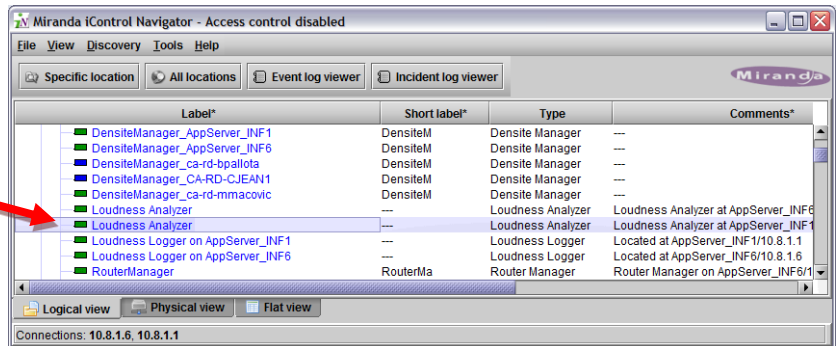 Miranda iControl Navigator - Access control disabled
File View Discovery Tools Help
Specific location All locations Event log viewer Incident log viewer Miranda
Label* Short label* Type Comments*
DensiteManager_AppServer_INF1 DensiteM Densite Manager ---
DensiteManager_AppServer_INF6 DensiteM Densite Manager ---
DensiteManager_ca-rd-bpallota DensiteM Densite Manager ---
DensiteManager_CA-RD-CJEAN1 DensiteM Densite Manager ---
DensiteManager_ca-rd-mmacovic DensiteM Densite Manager ---
Loudness Analyzer --- Loudness Analyzer Loudness Analyzer at AppServer_INF6
Loudness Analyzer --- Loudness Analyzer Loudness Analyzer at AppServer_INF1
Loudness Logger on AppServer_INF1 --- Loudness Logger Located at AppServer_INF1/10.8.1.1
Loudness Logger on AppServer_INF6 --- Loudness Logger Located at AppServer_INF6/10.8.1.6
RouterManager RouterMa Router Manager Router Manager on AppServer_INF6/1
Logical view Physical view Flat view
Connections: 10.8.1.6, 10.8.1.1